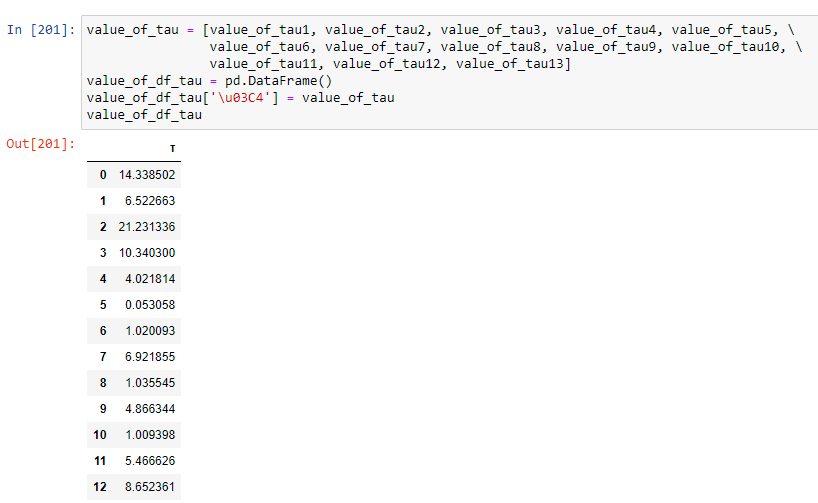 In [201]: value_of_tau = [value_of_tau1, value_of_tau2, value_of_tau3, value_of_tau4, value_of_tau5, \
value_of_tau6, value_of_tau7, value_of_tau8, value_of_tau9, value_of_tau10, \
value_of_tau11, value_of_tau12, value_of_tau13]
value_of_df_tau = pd.DataFrame()
value_of_df_tau['\u03C4'] = value_of_tau
value_of_df_tau
Out[201]:
τ
0 14.338502
1 6.522663
2 21.231336
3 10.340300
4 4.021814
5 0.053058
6 1.020093
7 6.921855
8 1.035545
9 4.866344
10 1.009398
11 5.466626
12 8.652361